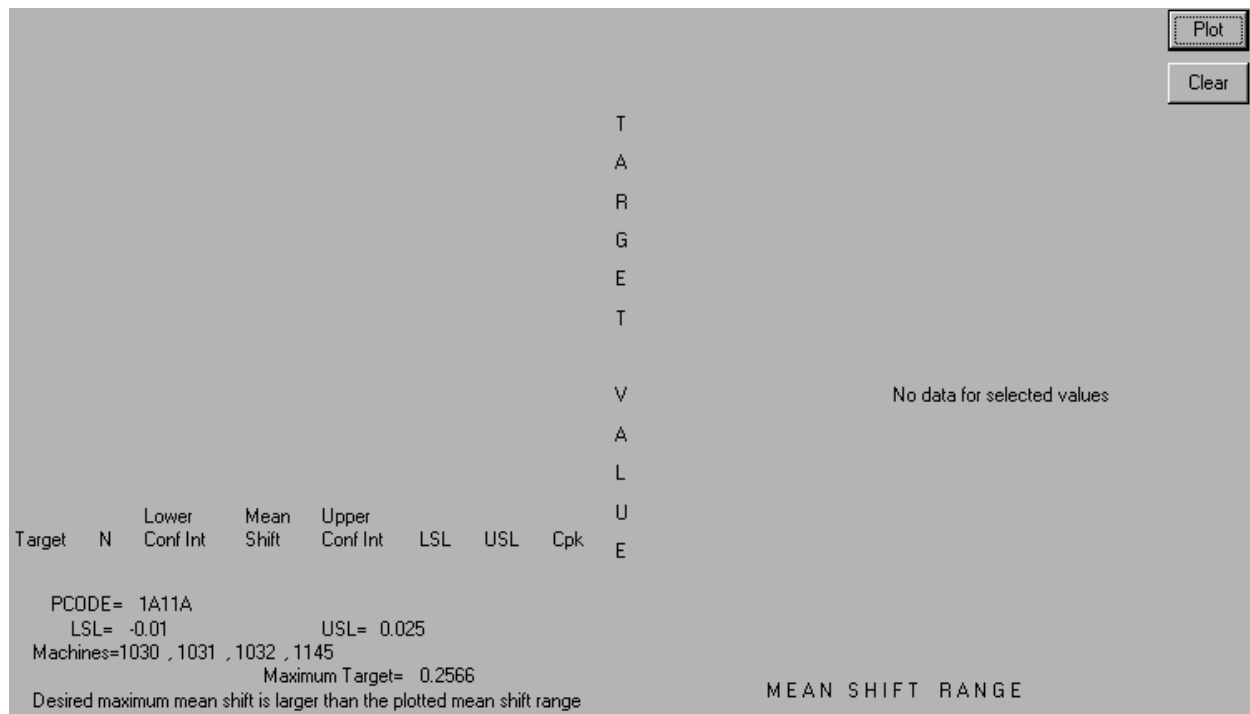 Plot
Clear
TARGET VALUE
No data for selected values
Lower Mean Upper
Target N Conf Int Shift Conf Int LSL USL Cpk
PCODE= 1A11A
LSL= -0.01 USL= 0.025
Machines=1030 , 1031 , 1032 , 1145
Maximum Target= 0.2566
Desired maximum mean shift is larger than the plotted mean shift range
MEAN SHIFT RANGE